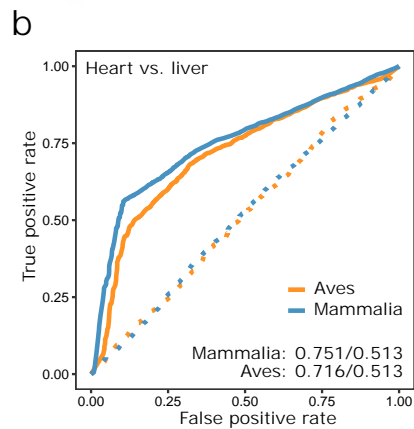 b
Heart vs. liver
True positive rate
1.00
0.75
0.50
0.25
0.00
Aves
Mammalia
Mammalia: 0.751/0.513
Aves: 0.716/0.513
0.00 0.25 0.50 0.75 1.00
False positive rate